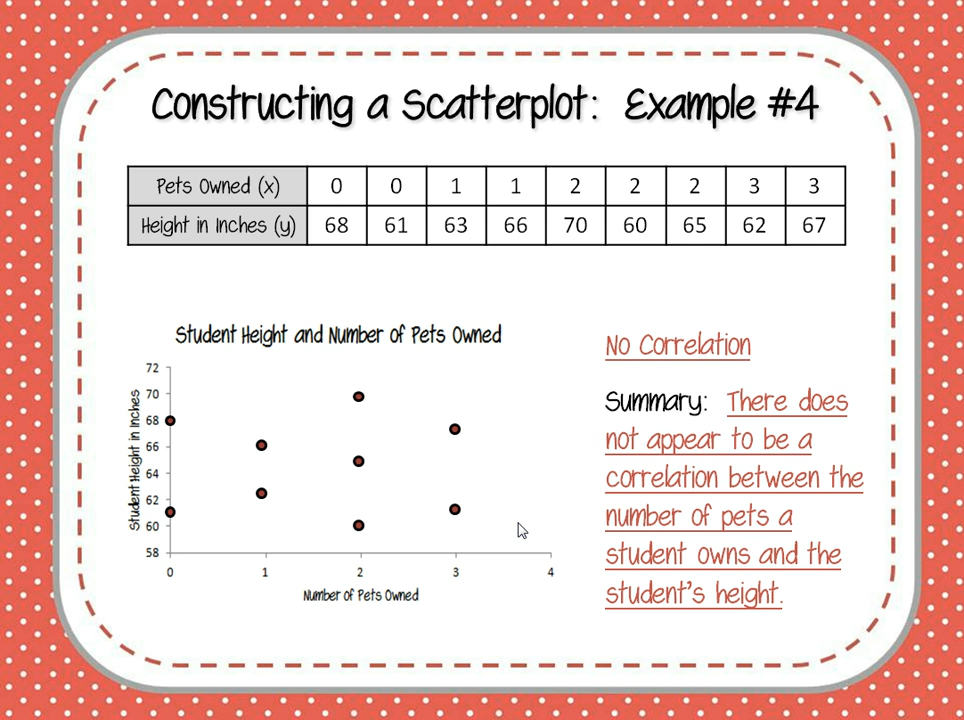 Constructing a Scatterplot: Example #4
Pets Owned (x) 0 0 1 1 2 2 2 3 3
Height in Inches (y) 68 61 63 66 70 60 65 62 67
Student Height and Number of Pets Owned
Student Height in Inches
72
70
68
66
64
62
60
58
0 1 2 3 4
Number of Pets Owned
No Correlation
Summary: There does
not appear to be a
correlation between the
number of pets a
student owns and the
student's height.